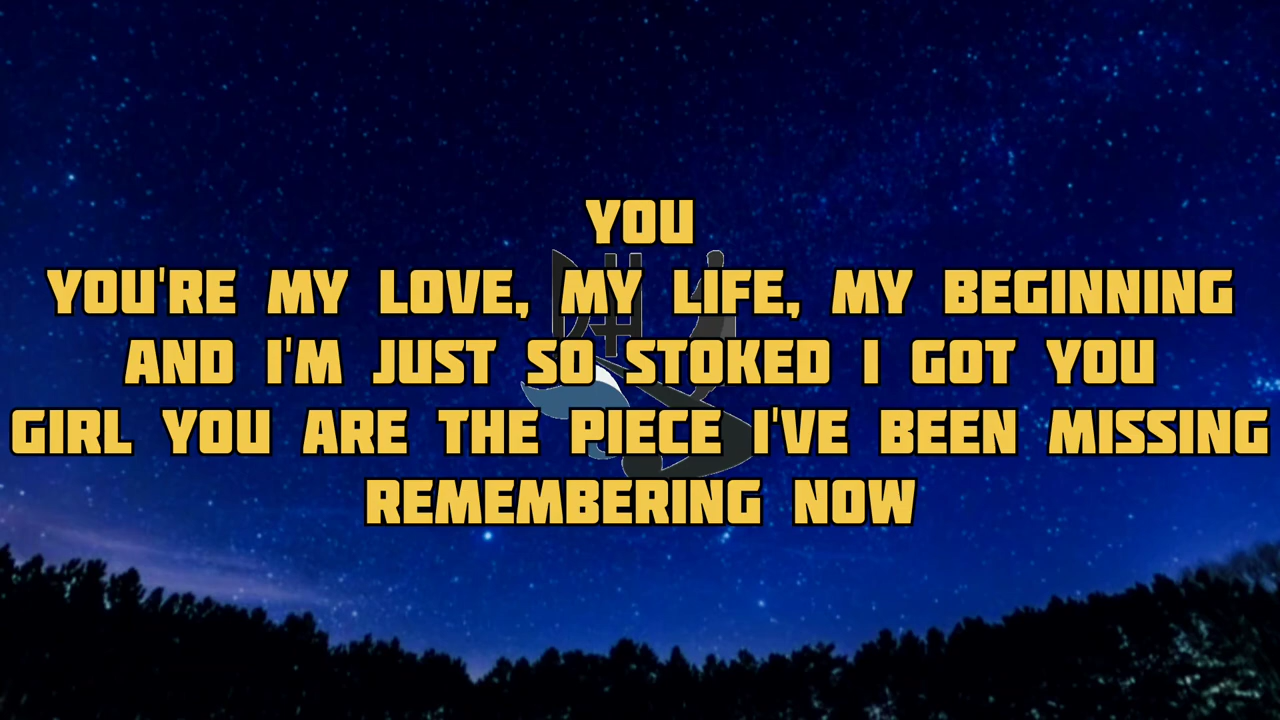 YOU
YOU'RE MY LOVE, MY LIFE, MY BEGINNING
AND I'M JUST SO STOKED I GOT YOU
GIRL YOU ARE THE PIECE I'VE BEEN MISSING
REMEMBERING NOW